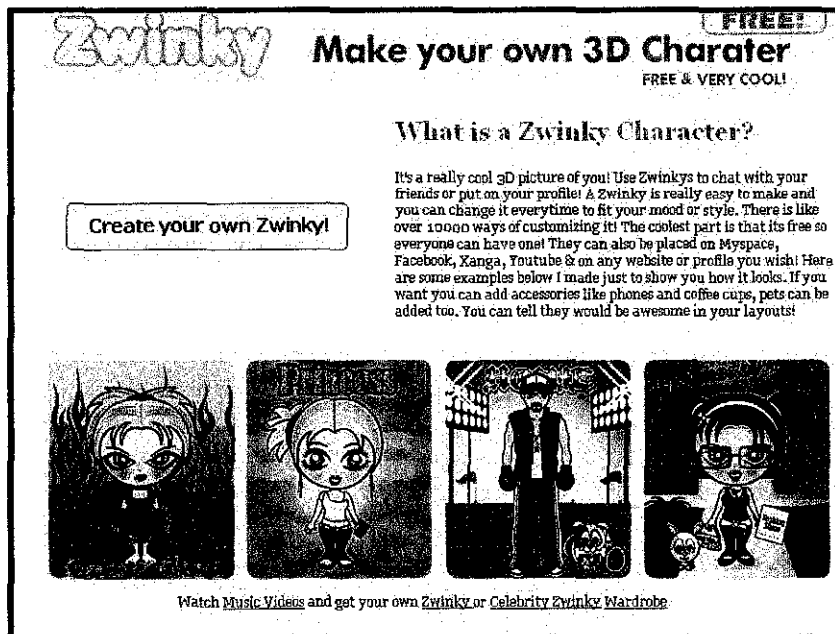 FREE!
Zwinky
Make your own 3D Charater
FREE & VERY COOL!
What is a Zwinky Character?
It's a really cool 3D picture of you! Use Zwinkys to chat with your
friends or put on your profile! A Zwinky is really easy to make and
you can change it everytime to fit your mood or style. There is like
over 10000 ways of customizing it! The coolest part is that its free so
everyone can have one! They can also be placed on Myspace,
Facebook, Xanga, Youtube & on any website or profile you wish! Here
are some examples below I made just to show you how it looks. If you
want you can add accessories like phones and coffee cups, pets can be
added too. You can tell they would be awesome in your layouts!
Create your own Zwinky!
Watch Music Videos and get your own Zwinky or Celebrity Zwinky Wardrobe